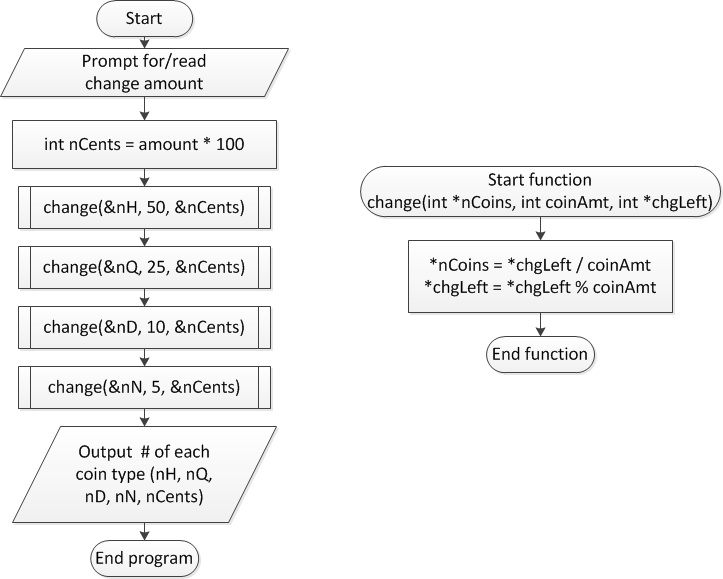 Start
Prompt for/read
change amount
int nCents = amount * 100
change(&nH, 50, &nCents)
change(&nQ, 25, &nCents)
change(&nD, 10, &nCents)
change(&nN, 5, &nCents)
Output # of each
coin type (nH, nQ,
nD, nN, nCents)
End program
Start function
change(int *nCoins, int coinAmt, int *chgLeft)
*nCoins = *chgLeft / coinAmt
*chgLeft = *chgLeft % coinAmt
End function